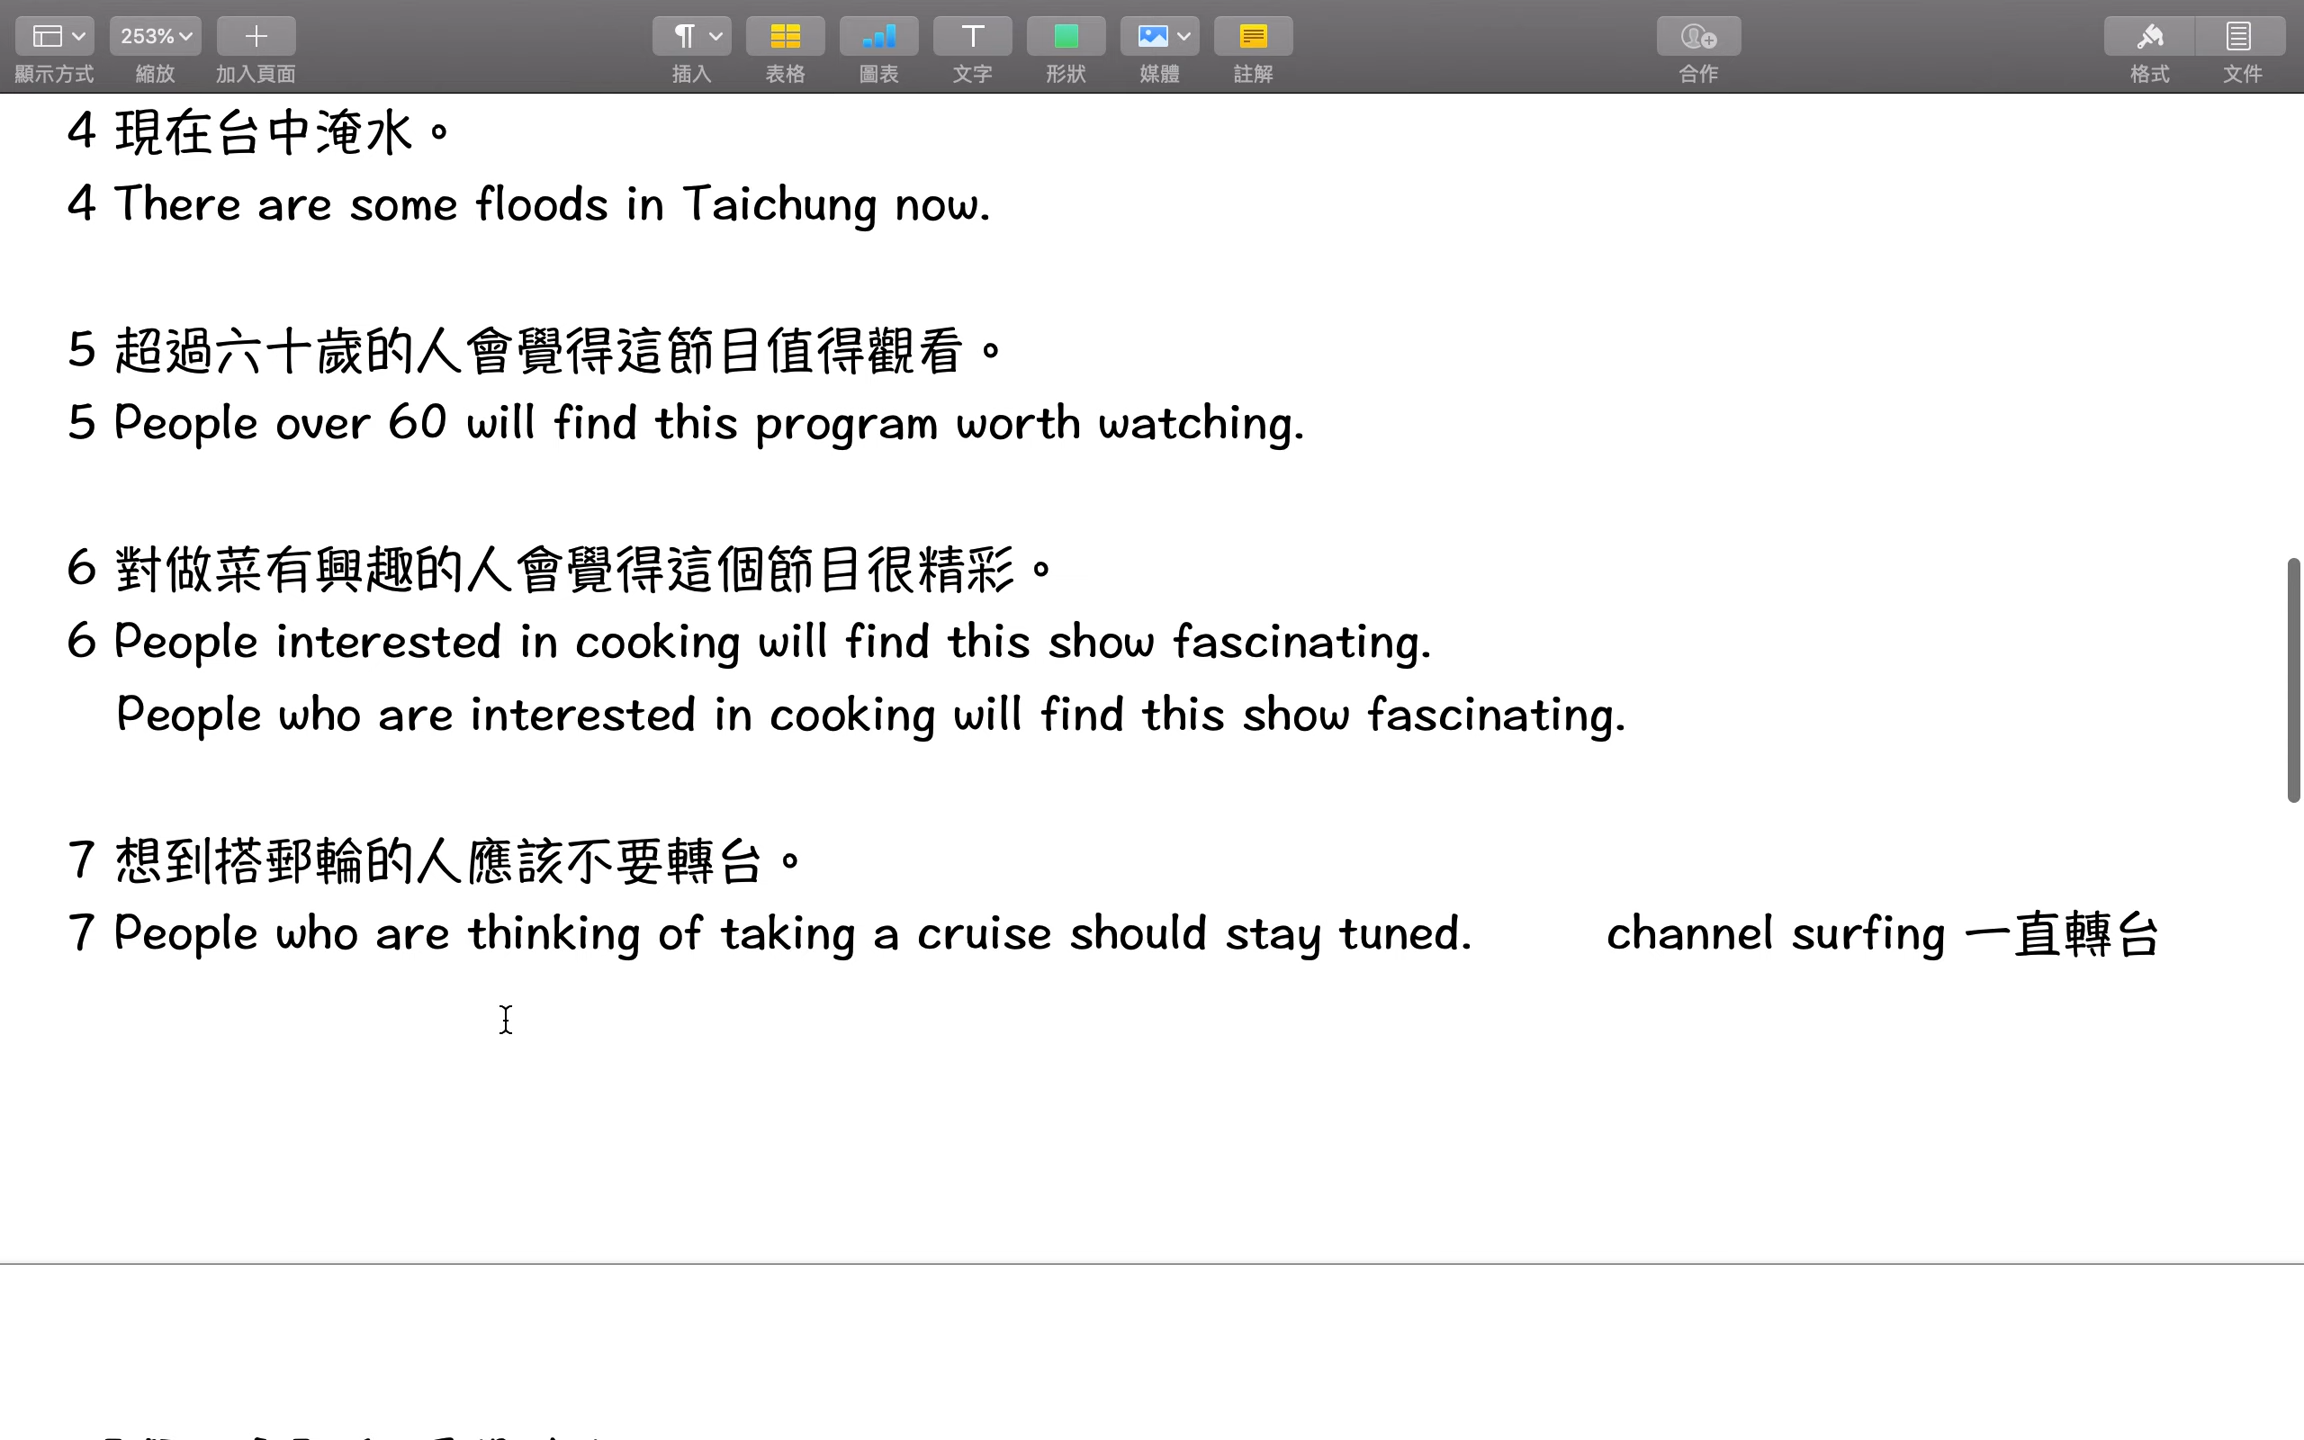 253%
顯示方式 縮放 加入頁面 插入 表格 圖表 文字 形狀 媒體 註解 合作 格式 文件
4 現在台中淹水。
4 There are some floods in Taichung now.
5 超過六十歲的人會覺得這節目值得觀看。
5 People over 60 will find this program worth watching.
6 對做菜有興趣的人會覺得這個節目很精彩。
6 People interested in cooking will find this show fascinating.
People who are interested in cooking will find this show fascinating.
7 想到搭郵輪的人應該不要轉台。
7 People who are thinking of taking a cruise should stay tuned. channel surfing 一直轉台